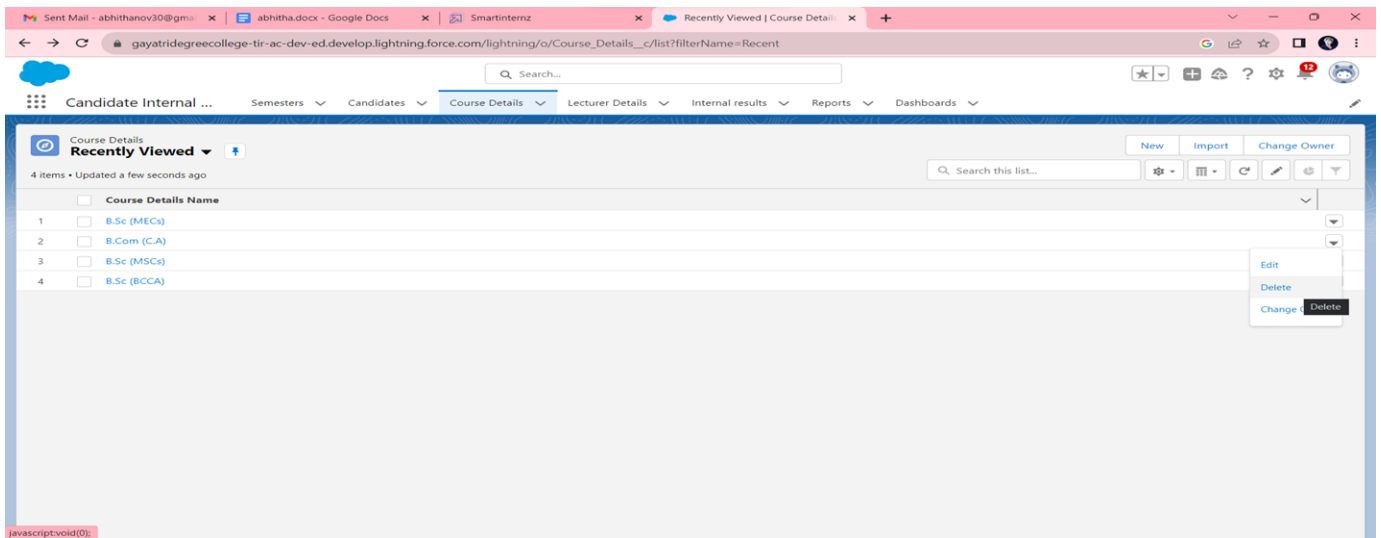 Sent Mail - abhithanov30@gma
abhitha.docx - Google Docs
Smartinternz
Recently Viewed | Course Details
gayatridegreecollege-tir-ac-dev-ed.develop.lightning.force.com/lightning/o/Course_Details__c/list?filterName=Recent
Search...
12
Candidate Internal ...
Semesters
Candidates
Course Details
Lecturer Details
Internal results
Reports
Dashboards
Course Details
Recently Viewed
New
Import
Change Owner
4 items • Updated a few seconds ago
Search this list...
Course Details Name
1 B.Sc (MECs)
2 B.Com (C.A)
3 B.Sc (MSCs)
4 B.Sc (BCCA)
Edit
Delete
Change
Delete
javascript:void(0);